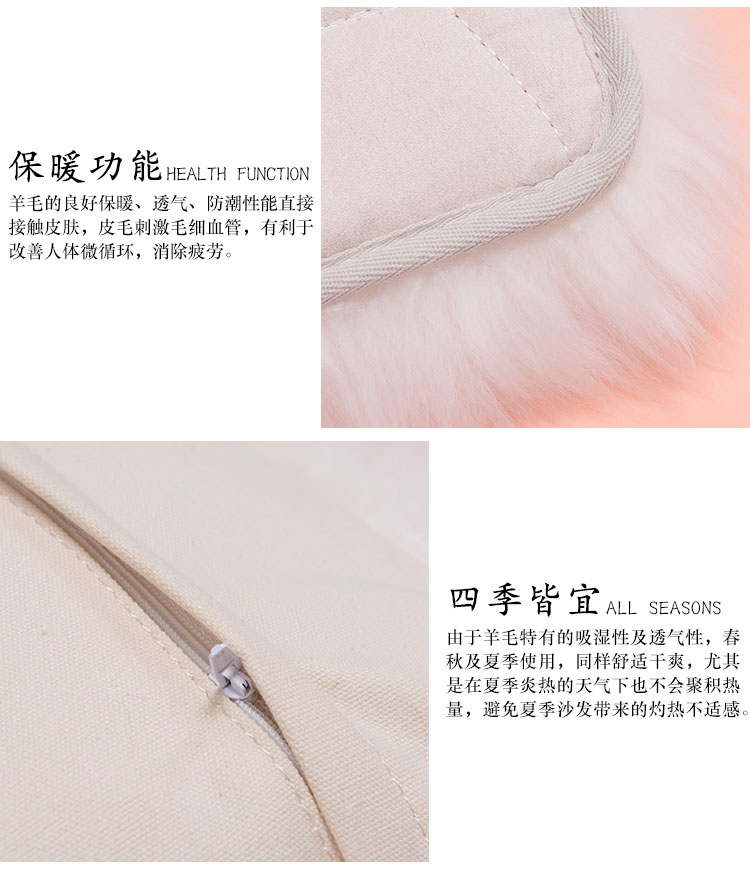 保暖功能HEALTH FUNCTION
羊毛的良好保暖、透气、防潮性能直接
接触皮肤，皮毛刺激毛细血管，有利于
改善人体微循环，消除疲劳。
四季皆宜ALL SEASONS
由于羊毛特有的吸湿性及透气性，春
秋及夏季使用，同样舒适干爽，尤其
是在夏季炎热的天气下也不会聚积热
量，避免夏季沙发带来的灼热不适感。